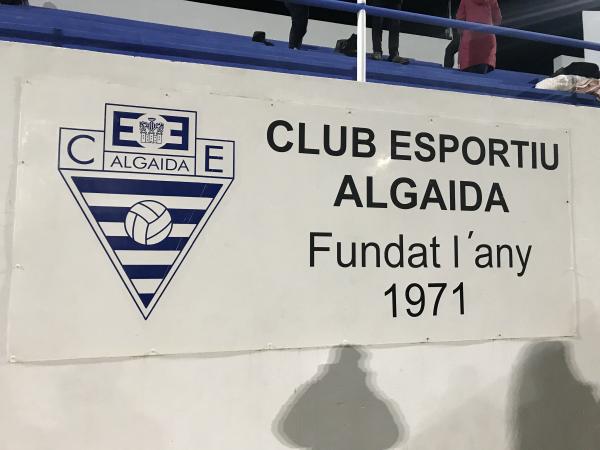 C E
ALGAIDA
CLUB ESPORTIU
ALGAIDA
Fundat l´any
1971